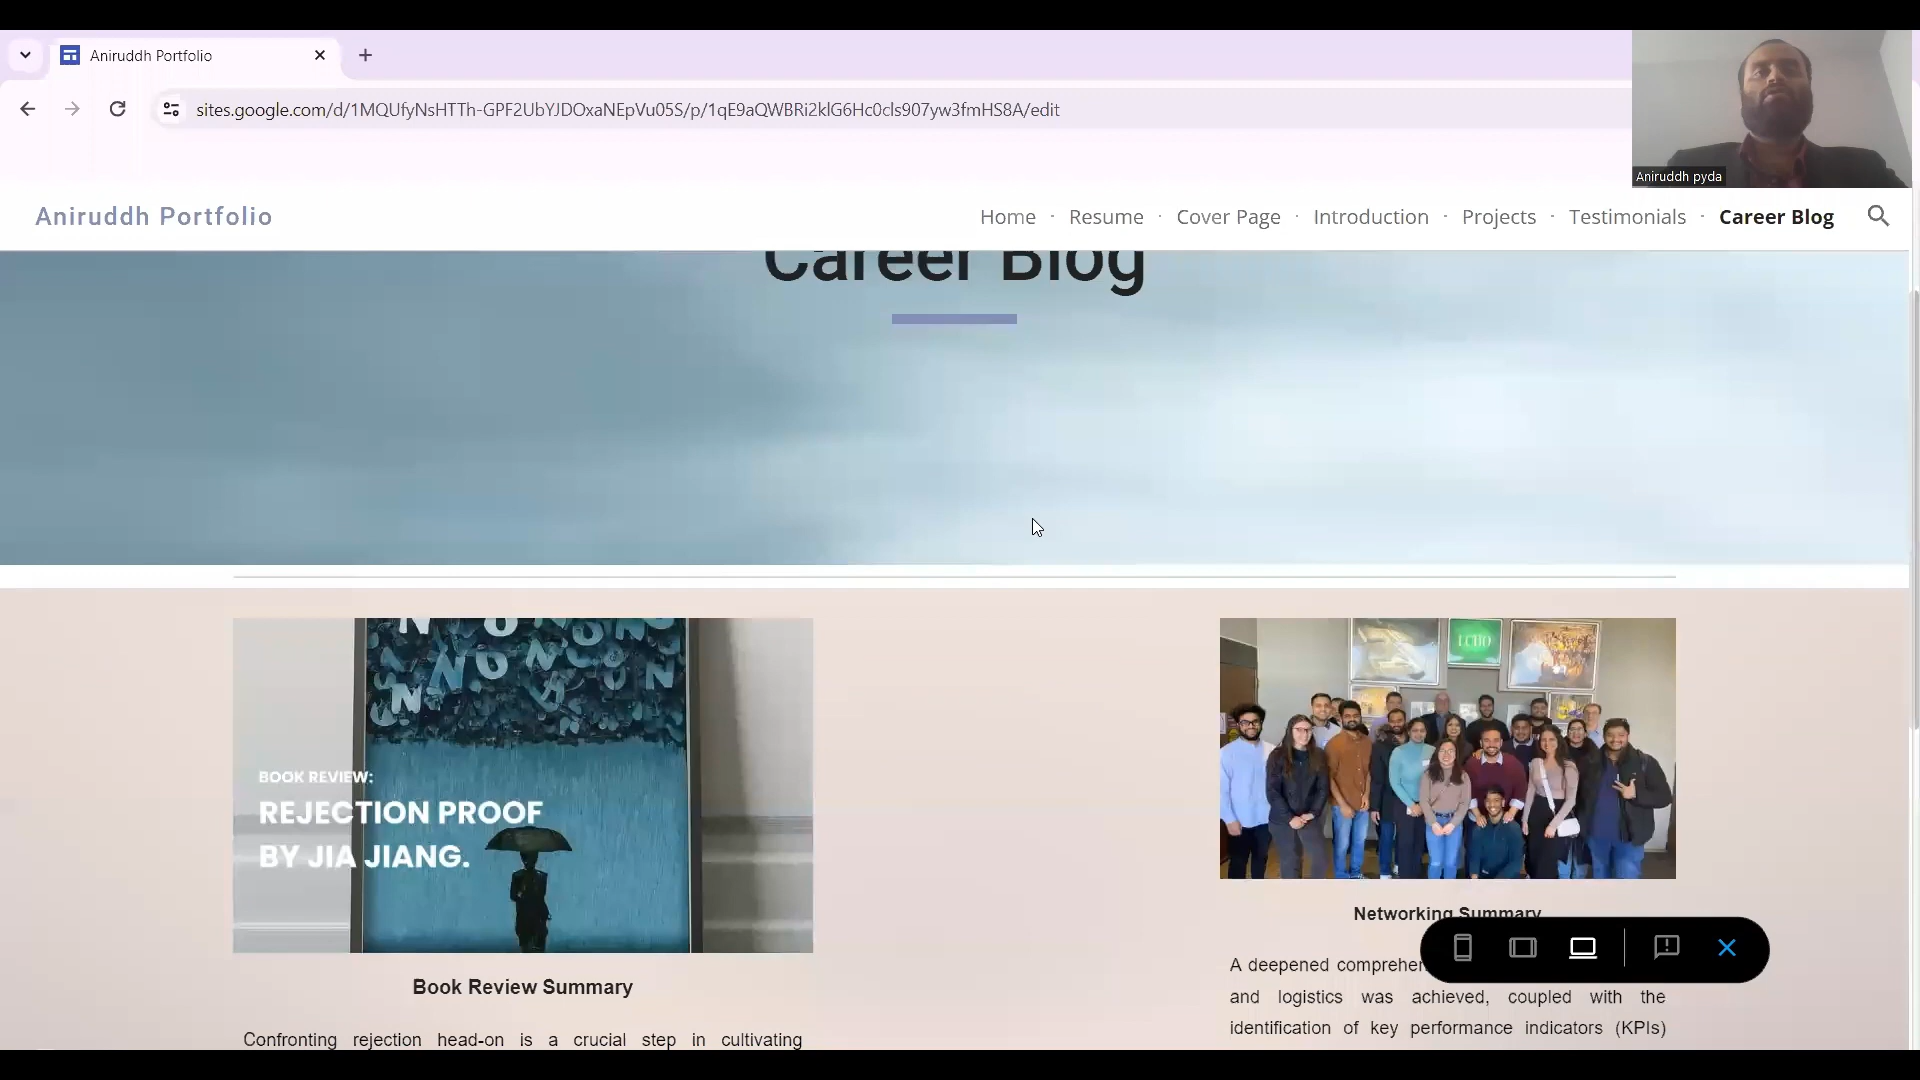 Aniruddh Portfolio
sites.google.com/d/1MQUfyNsHTTh-GPF2UbYJDOxaNEpVu05S/p/1qE9aQWBRi2klG6Hc0cls907yw3fmHS8A/edit
Aniruddh pyda
Aniruddh Portfolio
Home · Resume · Cover Page · Introduction · Projects · Testimonials · Career Blog
Career Blog
NO
ECHO
BOOK REVIEW:
REJECTION PROOF
BY JIA JIANG.
Book Review Summary
Confronting rejection head-on is a crucial step in cultivating
Networking Summary
A deepened
and logistics was achieved, coupled with the
identification of key performance indicators (KPIs)